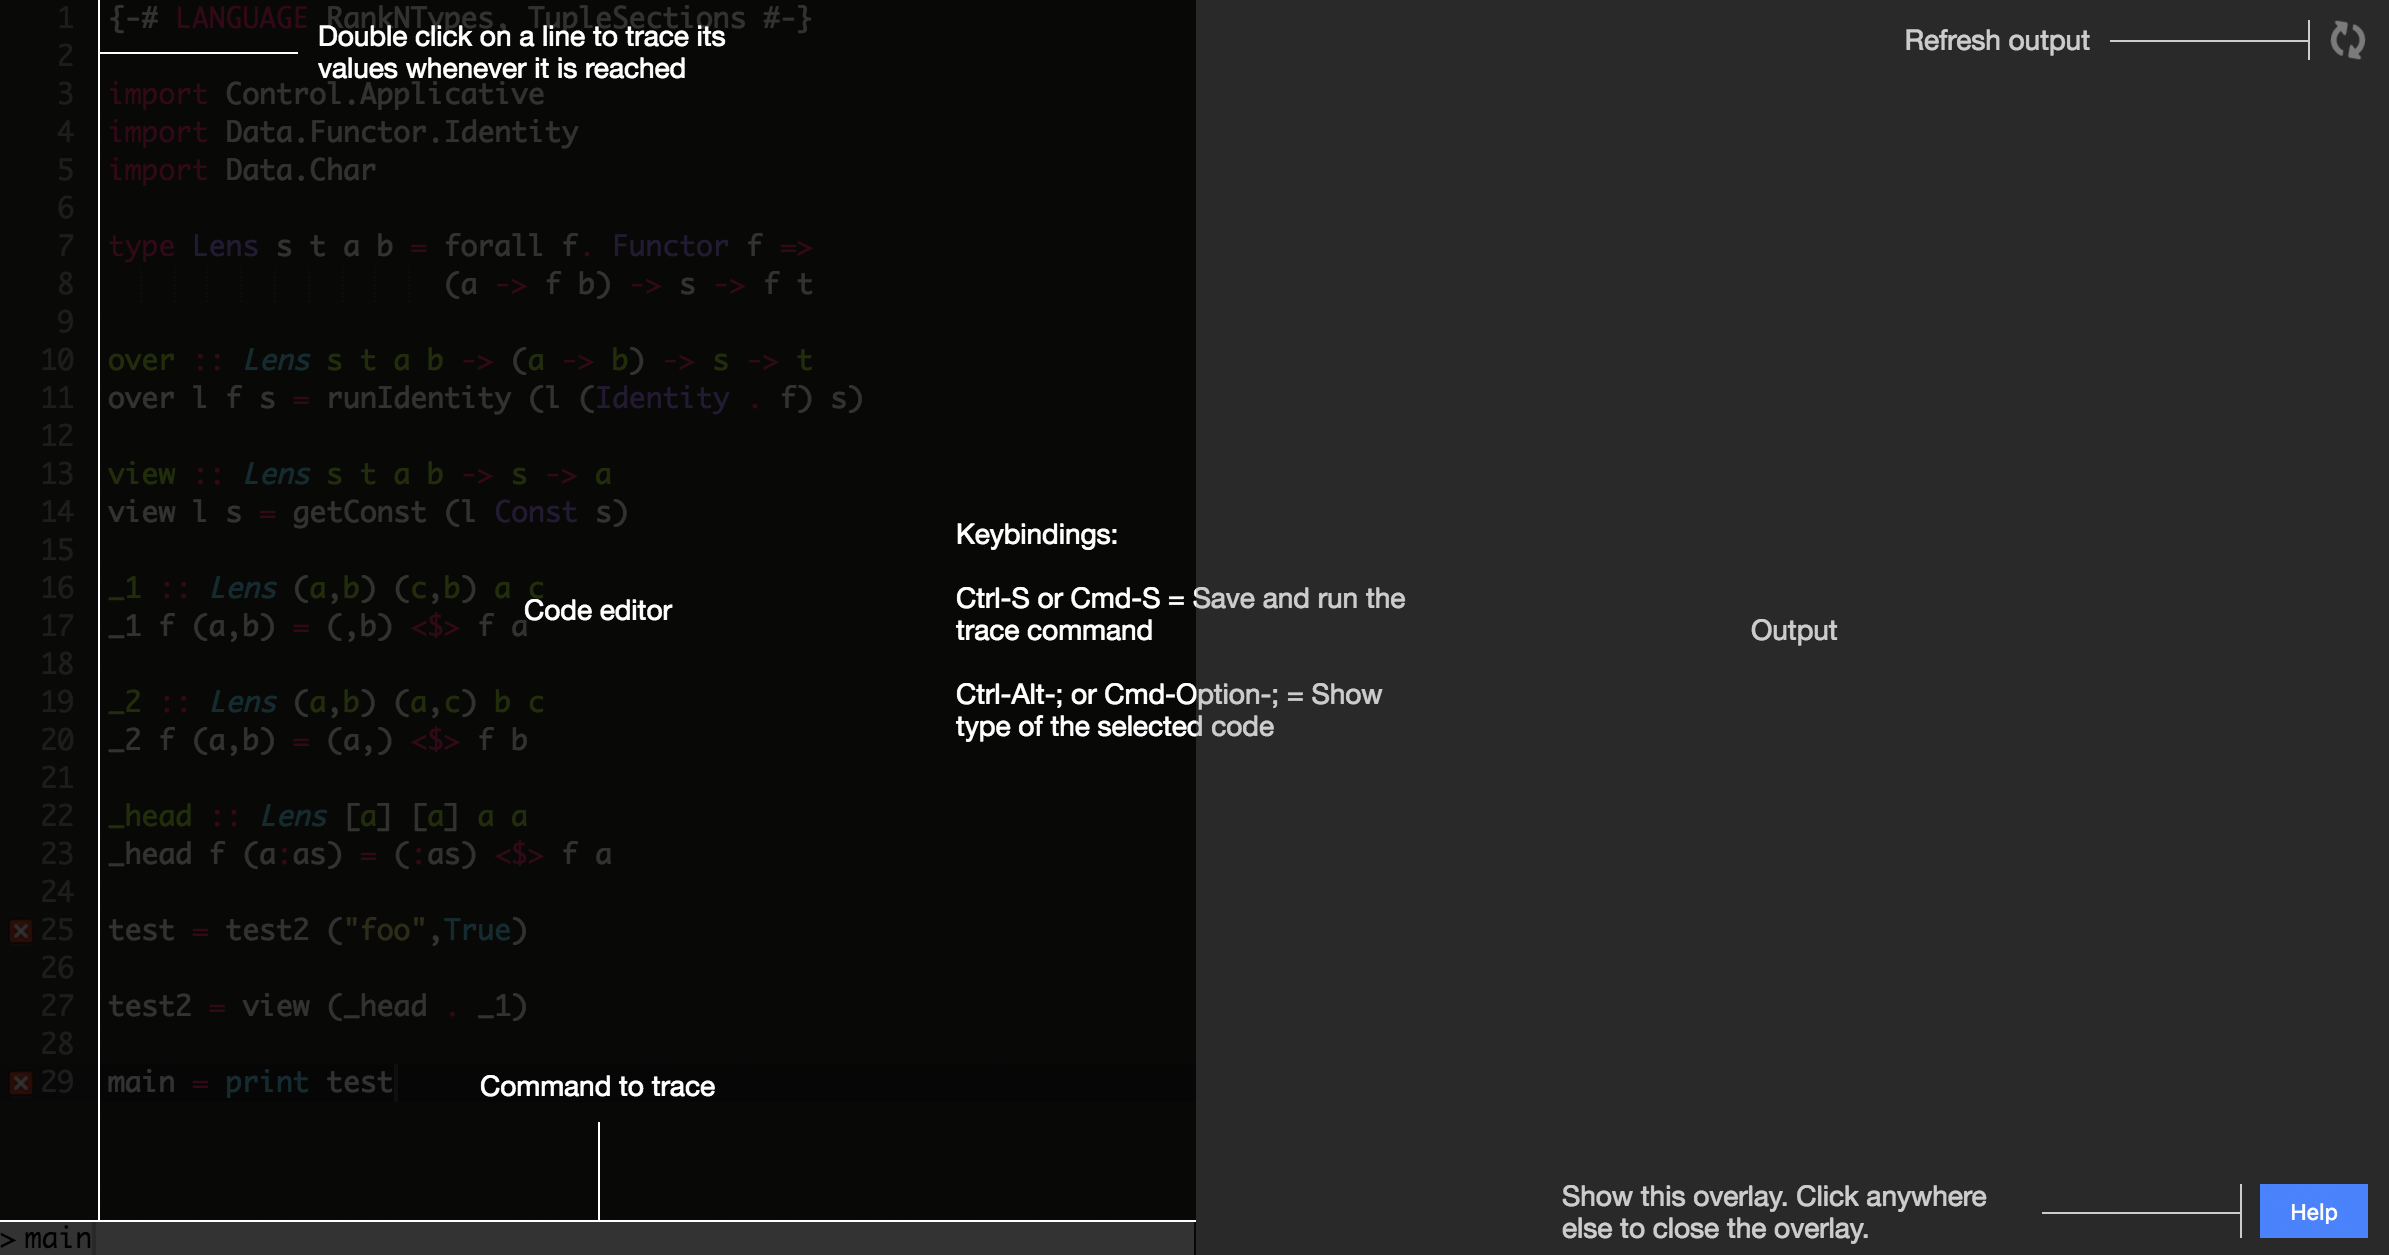 1 {-# LANGUAGE RankNTypes, TupleSections #-}
Double click on a line to trace its
values whenever it is reached
Refresh output
2
3 import Control.Applicative
4 import Data.Functor.Identity
5 import Data.Char
6
7 type Lens s t a b = forall f. Functor f =>
8 (a -> f b) -> s -> f t
9
10 over :: Lens s t a b -> (a -> b) -> s -> t
11 over l f s = runIdentity (l (Identity . f) s)
12
13 view :: Lens s t a b -> s -> a
14 view l s = getConst (l Const s)
15
16 _1 :: Lens (a,b) (c,b) a c
17 _1 f (a,b) = (,b) <$> f a
18
19 _2 :: Lens (a,b) (a,c) b c
20 _2 f (a,b) = (a,) <$> f b
21
22 _head :: Lens [a] [a] a a
23 _head f (a:as) = (:as) <$> f a
24
25 test = test2 ("foo",True)
26
27 test2 = view (_head . _1)
28
29 main = print test
Code editor
Keybindings:
Ctrl-S or Cmd-S = Save and run the
trace command
Ctrl-Alt-; or Cmd-Option-; = Show
type of the selected code
Output
Command to trace
> main
Show this overlay. Click anywhere
else to close the overlay.
Help